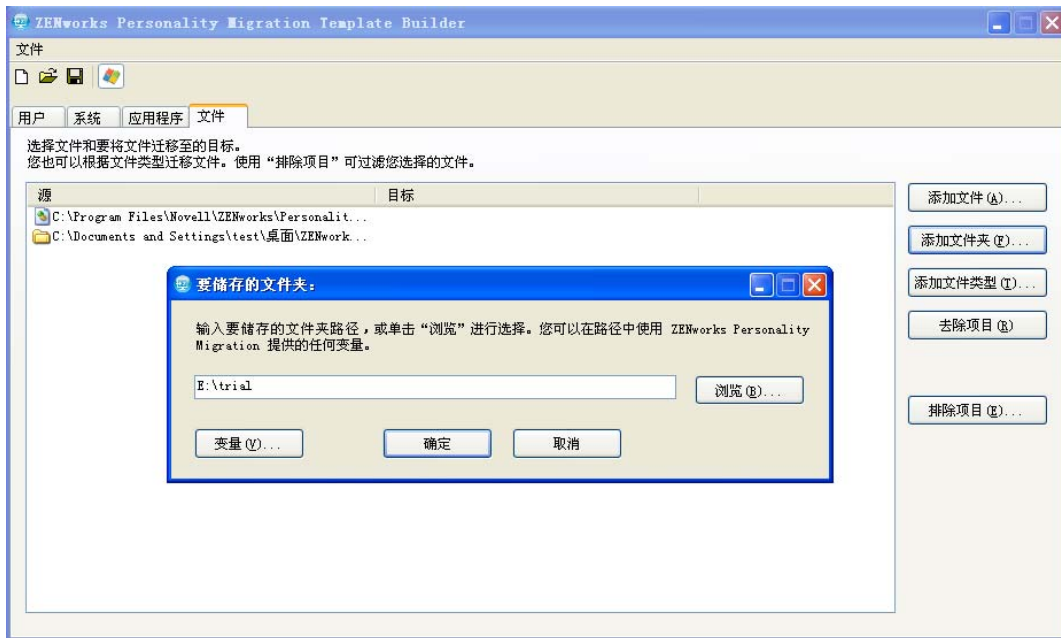 ZENworks Personality Migration Template Builder
文件
用户 系统 应用程序 文件
选择文件和要将文件迁移至的目标。
您也可以根据文件类型迁移文件。使用“排除项目”可过滤您选择的文件。
源 目标
C:\Program Files\Novell\ZENworks\Personalit...
C:\Documents and Settings\test\桌面\ZENwork...
添加文件(A)...
添加文件夹(F)...
添加文件类型(T)...
去除项目(R)
排除项目(E)...
要储存的文件夹:
输入要储存的文件夹路径，或单击“浏览”进行选择。您可以在路径中使用 ZENworks Personality
Migration 提供的任何变量。
E:\trial
浏览(B)...
变量(V)...
确定
取消